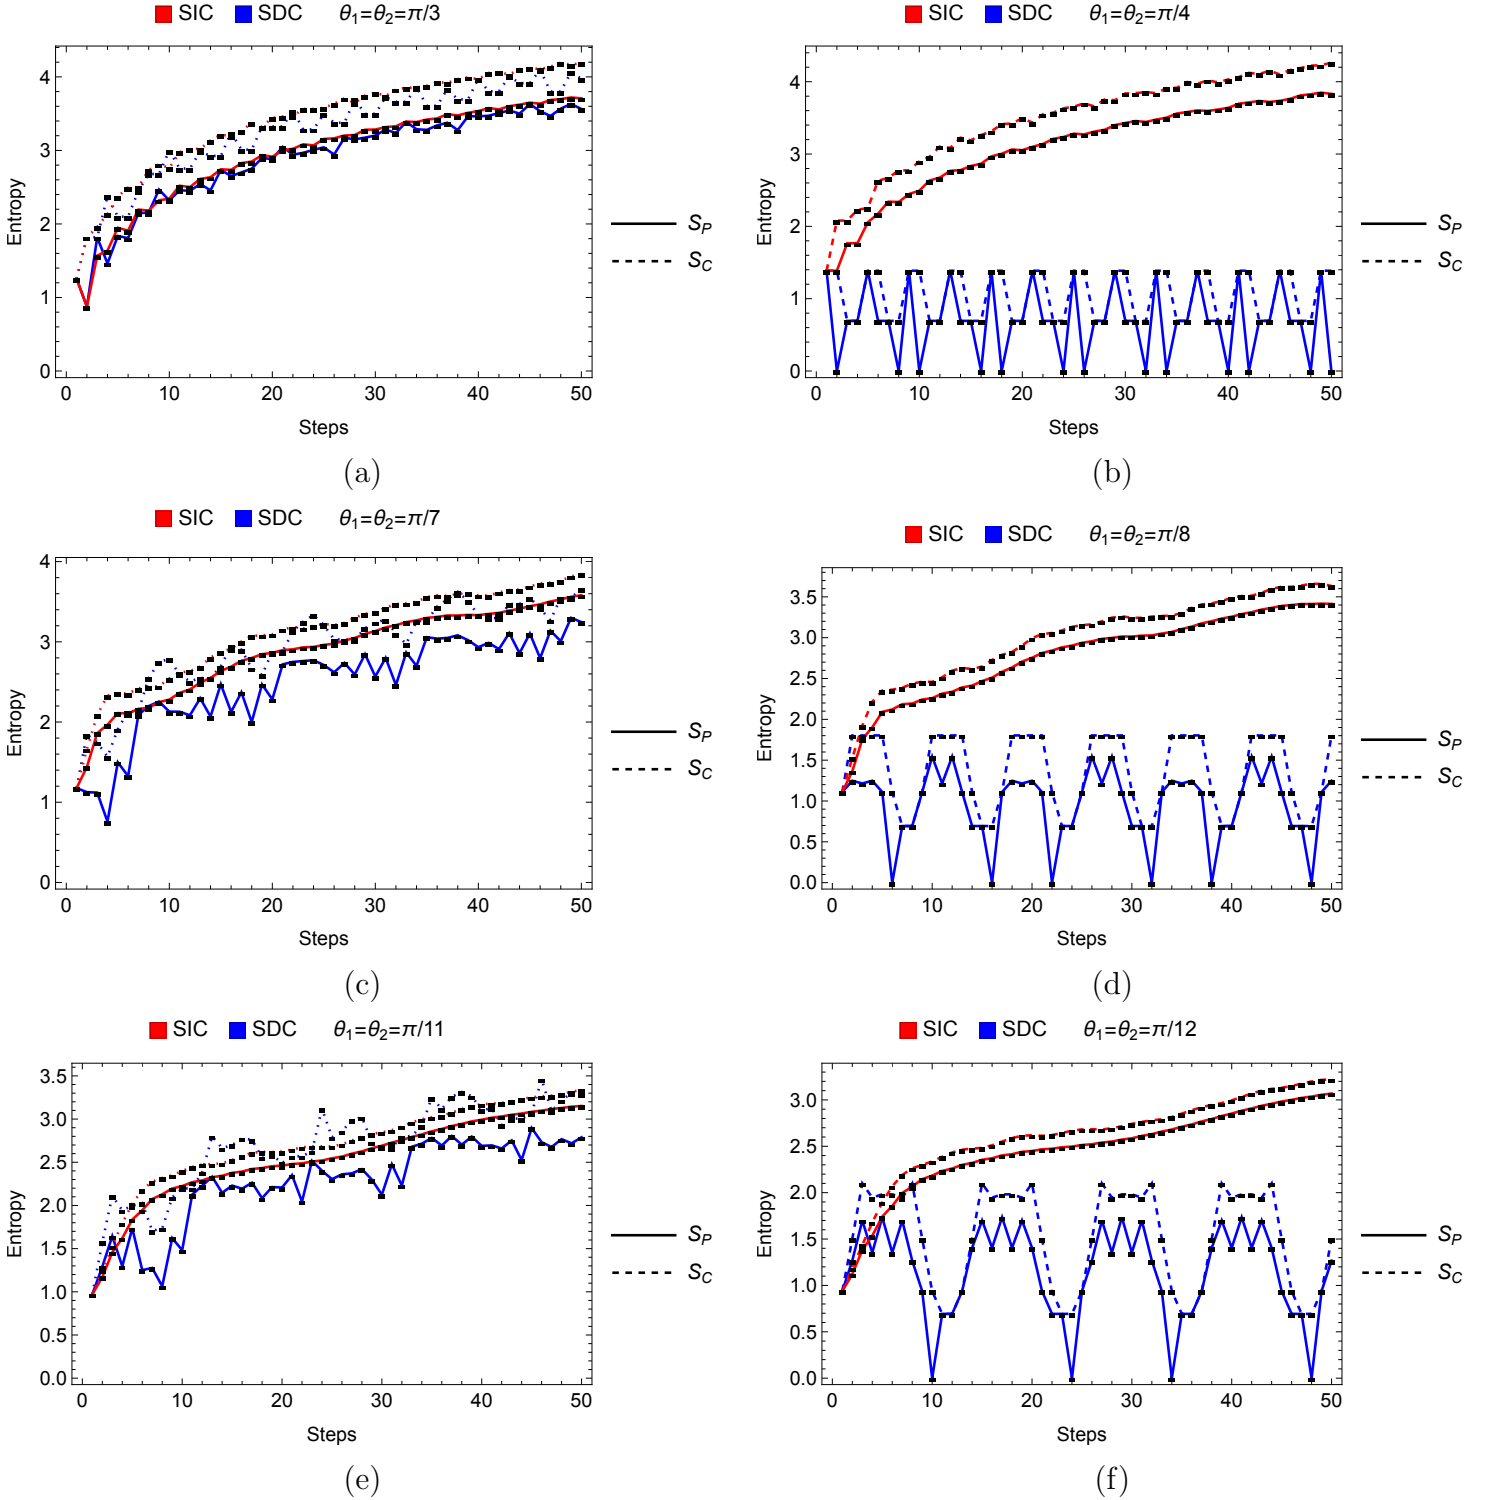 SIC SDC θ1=θ2=π/3
Entropy
4
3
2
1
0
0 10 20 30 40 50
Steps
SP
SC
(a)
SIC SDC θ1=θ2=π/4
Entropy
4
3
2
1
0
0 10 20 30 40 50
Steps
SP
SC
(b)
SIC SDC θ1=θ2=π/7
Entropy
4
3
2
1
0
0 10 20 30 40 50
Steps
SP
SC
(c)
SIC SDC θ1=θ2=π/8
Entropy
3.5
3.0
2.5
2.0
1.5
1.0
0.5
0.0
0 10 20 30 40 50
Steps
SP
SC
(d)
SIC SDC θ1=θ2=π/11
Entropy
3.5
3.0
2.5
2.0
1.5
1.0
0.5
0.0
0 10 20 30 40 50
Steps
SP
SC
(e)
SIC SDC θ1=θ2=π/12
Entropy
3.0
2.5
2.0
1.5
1.0
0.5
0.0
0 10 20 30 40 50
Steps
SP
SC
(f)